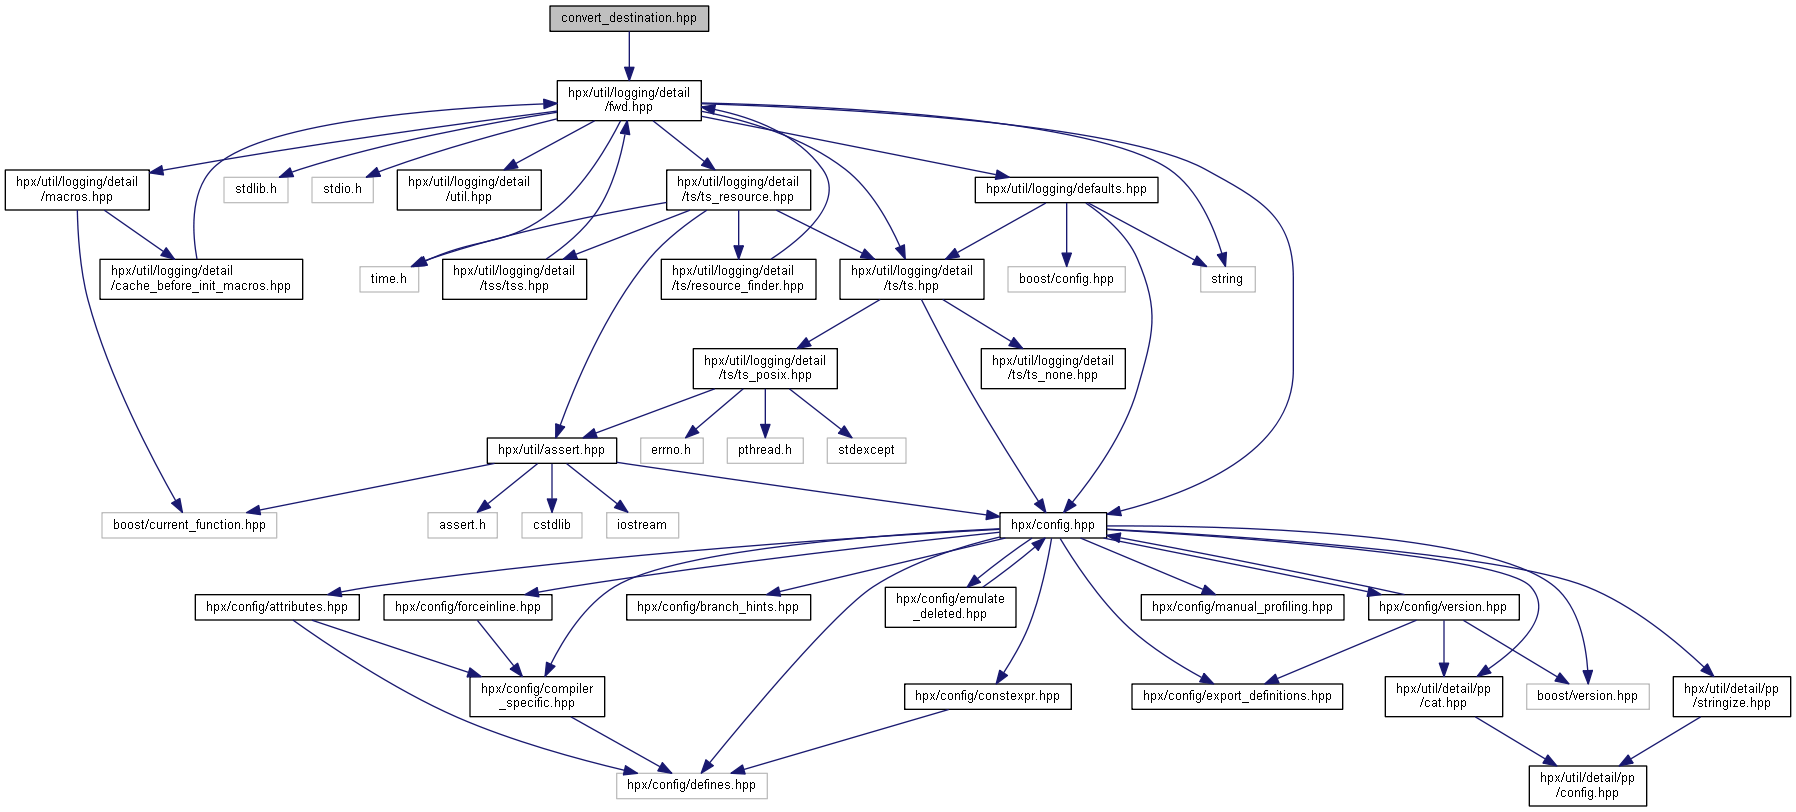 convert_destination.hpp
hpx/util/logging/detail
/fwd.hpp
hpx/util/logging/detail
/macros.hpp
stdlib.h
stdio.h
hpx/util/logging/detail
/util.hpp
hpx/util/logging/detail
/ts/ts_resource.hpp
hpx/util/logging/defaults.hpp
hpx/util/logging/detail
/cache_before_init_macros.hpp
time.h
hpx/util/logging/detail
/tss/tss.hpp
hpx/util/logging/detail
/ts/resource_finder.hpp
hpx/util/logging/detail
/ts/ts.hpp
boost/config.hpp
string
hpx/util/logging/detail
/ts/ts_posix.hpp
hpx/util/logging/detail
/ts/ts_none.hpp
hpx/util/assert.hpp
errno.h
pthread.h
stdexcept
boost/current_function.hpp
assert.h
cstdlib
iostream
hpx/config.hpp
hpx/config/attributes.hpp
hpx/config/forceinline.hpp
hpx/config/branch_hints.hpp
hpx/config/emulate
_deleted.hpp
hpx/config/manual_profiling.hpp
hpx/config/version.hpp
hpx/config/compiler
_specific.hpp
hpx/config/constexpr.hpp
hpx/config/export_definitions.hpp
hpx/util/detail/pp
/cat.hpp
boost/version.hpp
hpx/util/detail/pp
/stringize.hpp
hpx/config/defines.hpp
hpx/util/detail/pp
/config.hpp